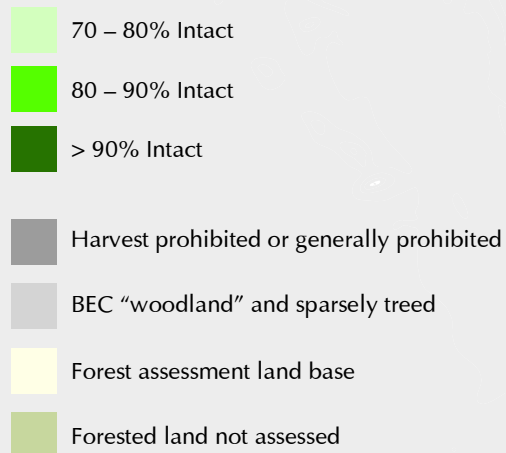 70 – 80% Intact
80 – 90% Intact
> 90% Intact
Harvest prohibited or generally prohibited
BEC “woodland” and sparsely treed
Forest assessment land base
Forested land not assessed